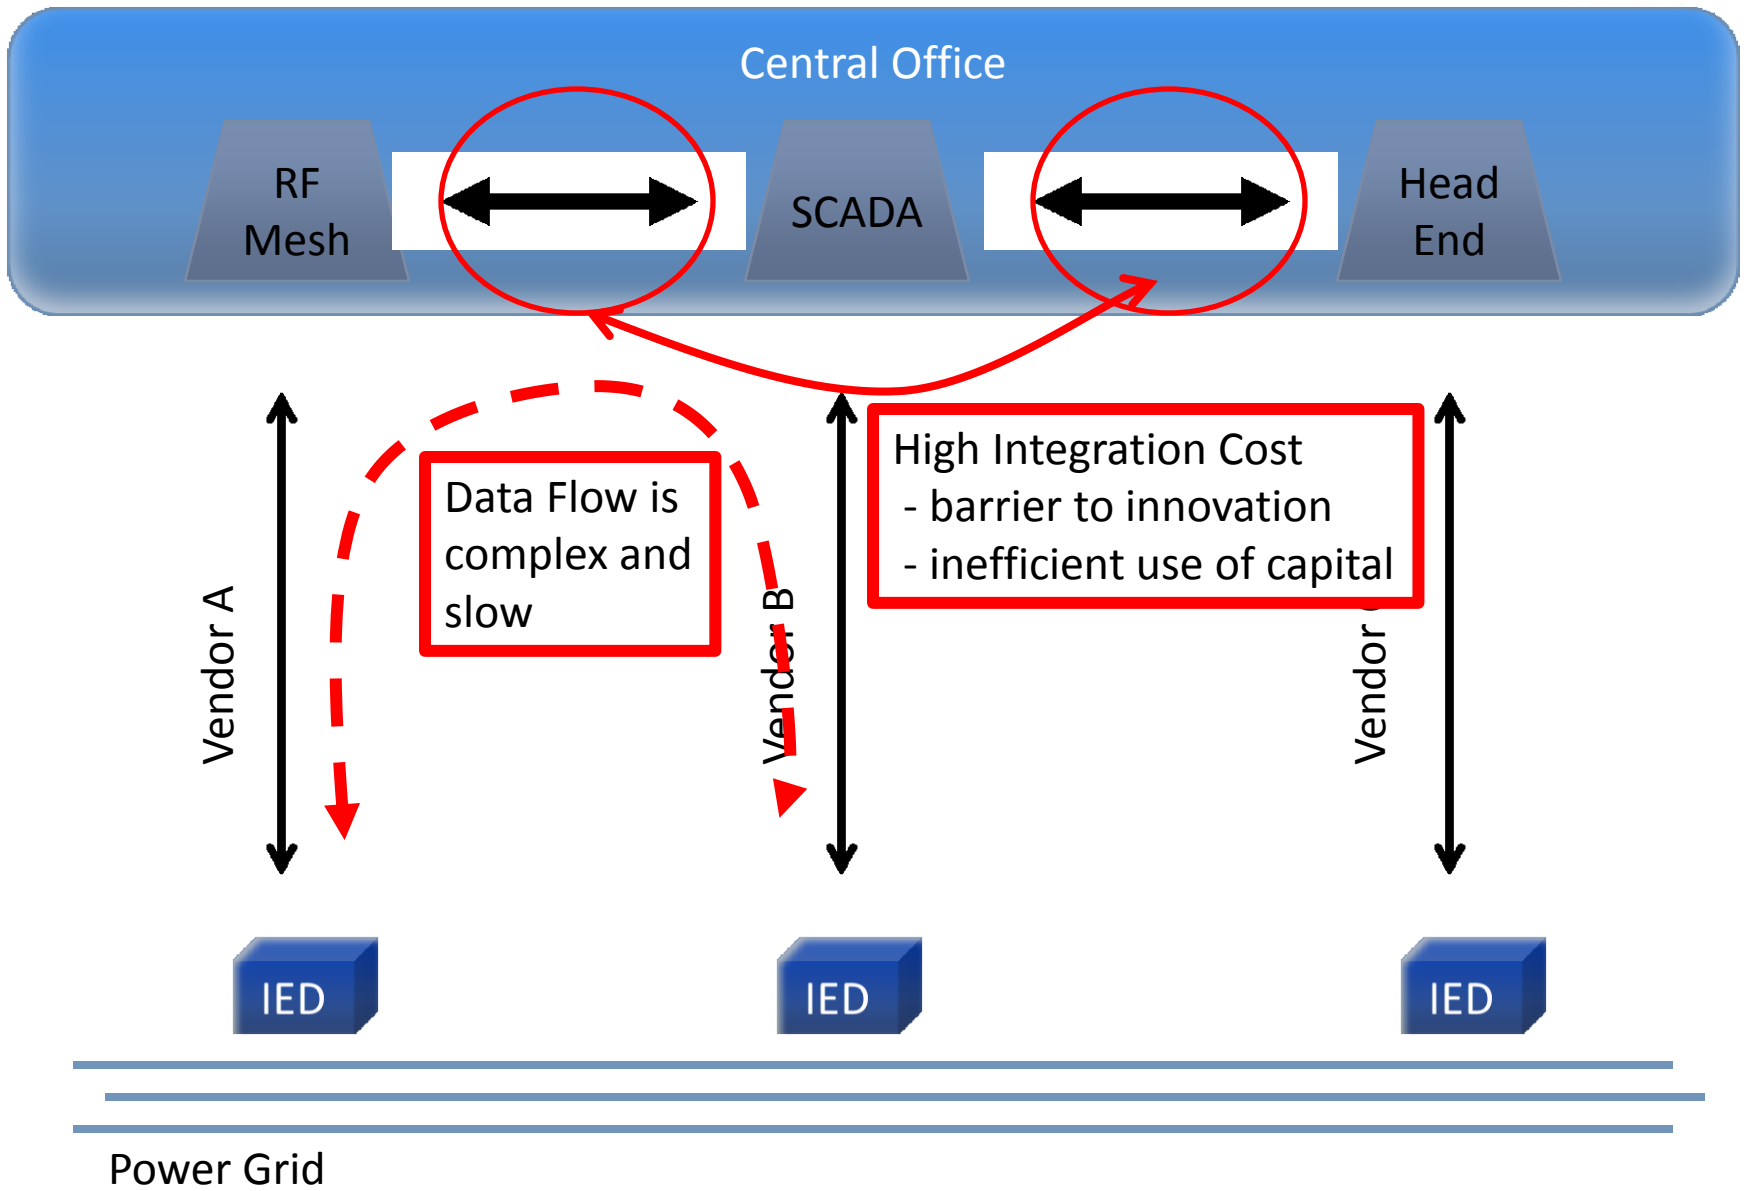 Central Office
RF
Mesh
SCADA
Head
End
High Integration Cost
- barrier to innovation
- inefficient use of capital
Data Flow is
complex and
slow
Vendor A
Vendor B
Vendor
IED
IED
IED
Power Grid